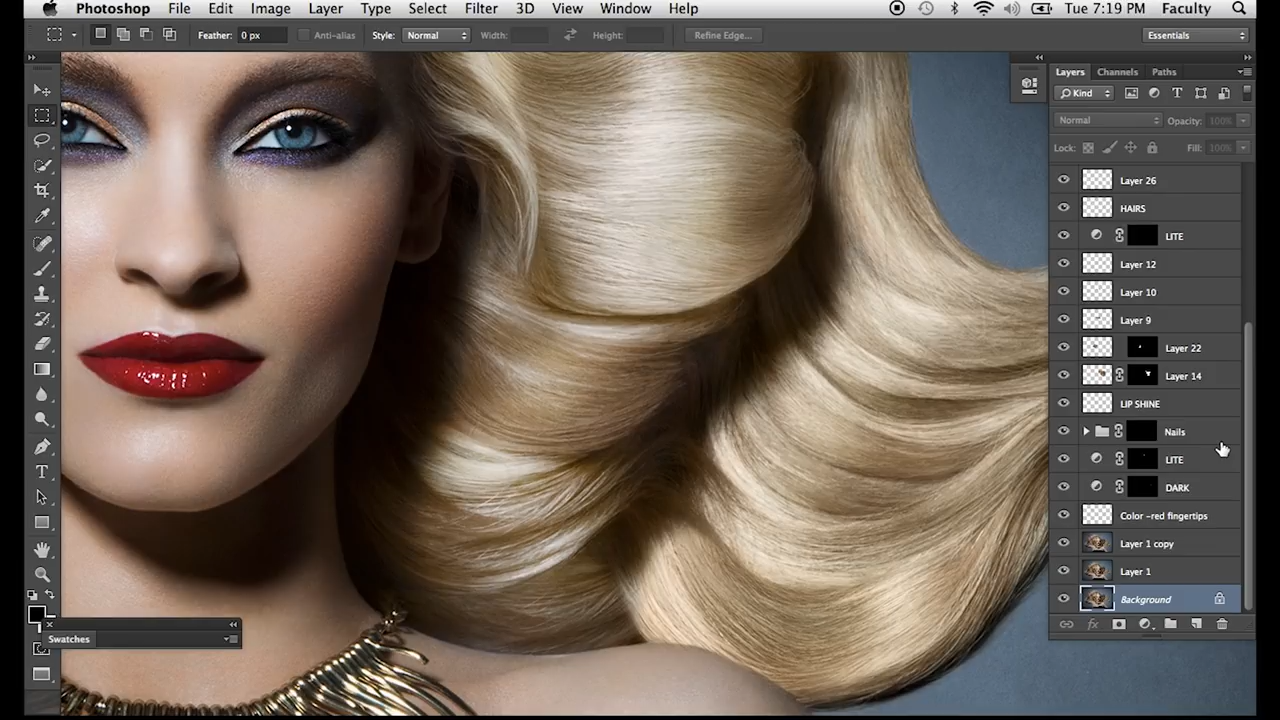 Photoshop File Edit Image Layer Type Select Filter 3D View Window Help Tue 7:19 PM Faculty
Feather: 0 px Anti-alias Style: Normal Width: Height: Refine Edge... Essentials
Layers Channels Paths
Kind
Normal Opacity: 100%
Lock: Fill: 100%
Layer 26
HAIRS
LITE
Layer 12
Layer 10
Layer 9
Layer 22
Layer 14
LIP SHINE
Nails
LITE
DARK
Color -red fingertips
Layer 1 copy
Layer 1
Background
Swatches